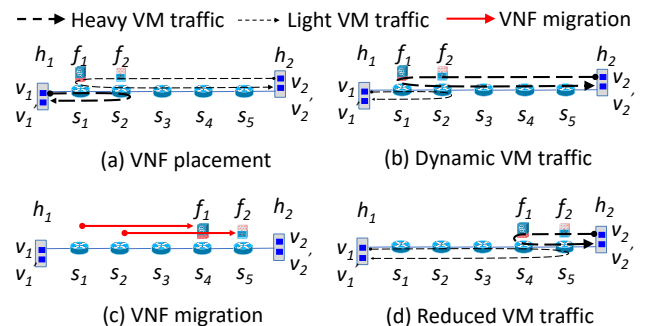 Heavy VM traffic Light VM traffic VNF migration
h1 f1 f2 h2
v1 v2
v1' v2'
s1 s2 s3 s4 s5
(a) VNF placement
h1 f1 f2 h2
v1 v2
v1' v2'
s1 s2 s3 s4 s5
(b) Dynamic VM traffic
h1 f1 f2 h2
v1 v2
v1' v2'
s1 s2 s3 s4 s5
(c) VNF migration
f1 f2 h2
h1
v1 v2
v1' v2'
s1 s2 s3 s4 s5
(d) Reduced VM traffic